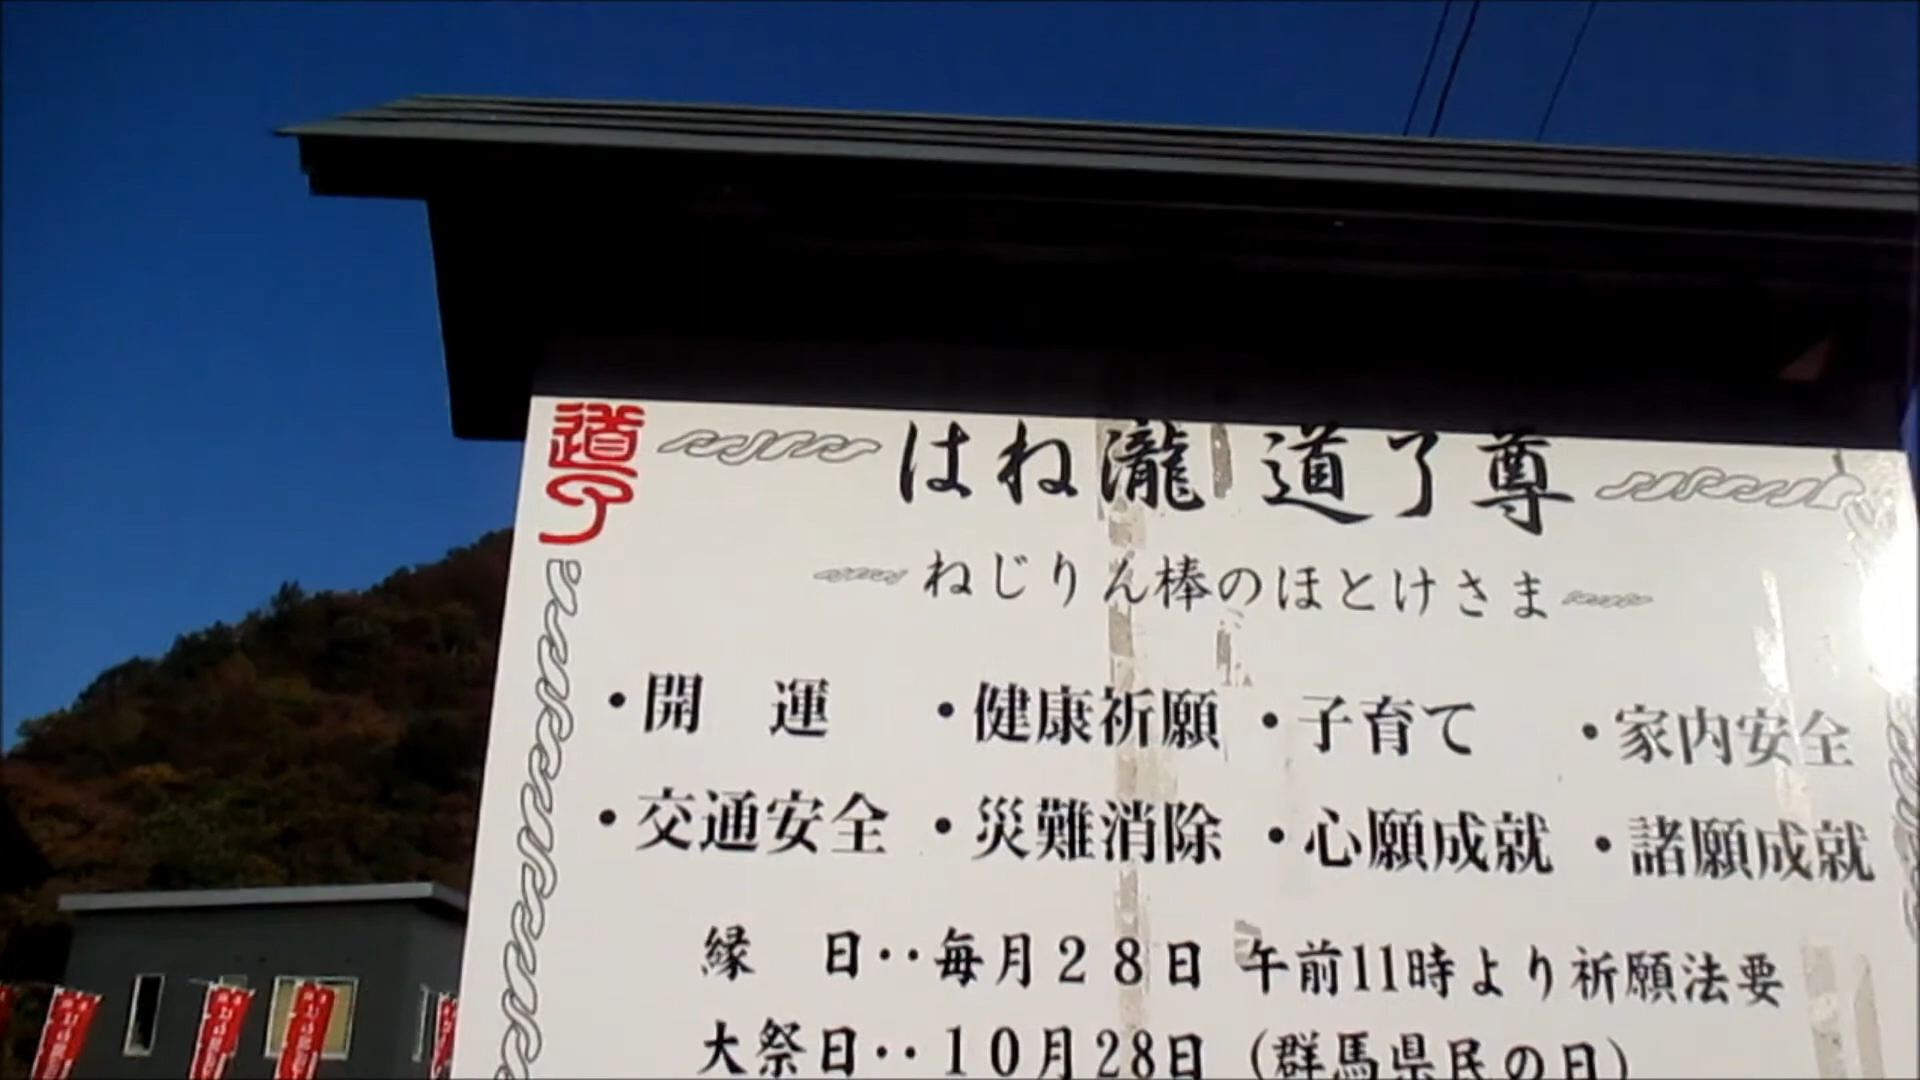 道了
はね瀧 道了尊
ねじりん棒のほとけさま
・開 運 ・健康祈願 ・子育て ・家内安全
・交通安全 ・災難消除 ・心願成就 ・諸願成就
縁 日‥毎月28日 午前11時より祈願法要
大祭日‥10月28日(群馬県民の日)